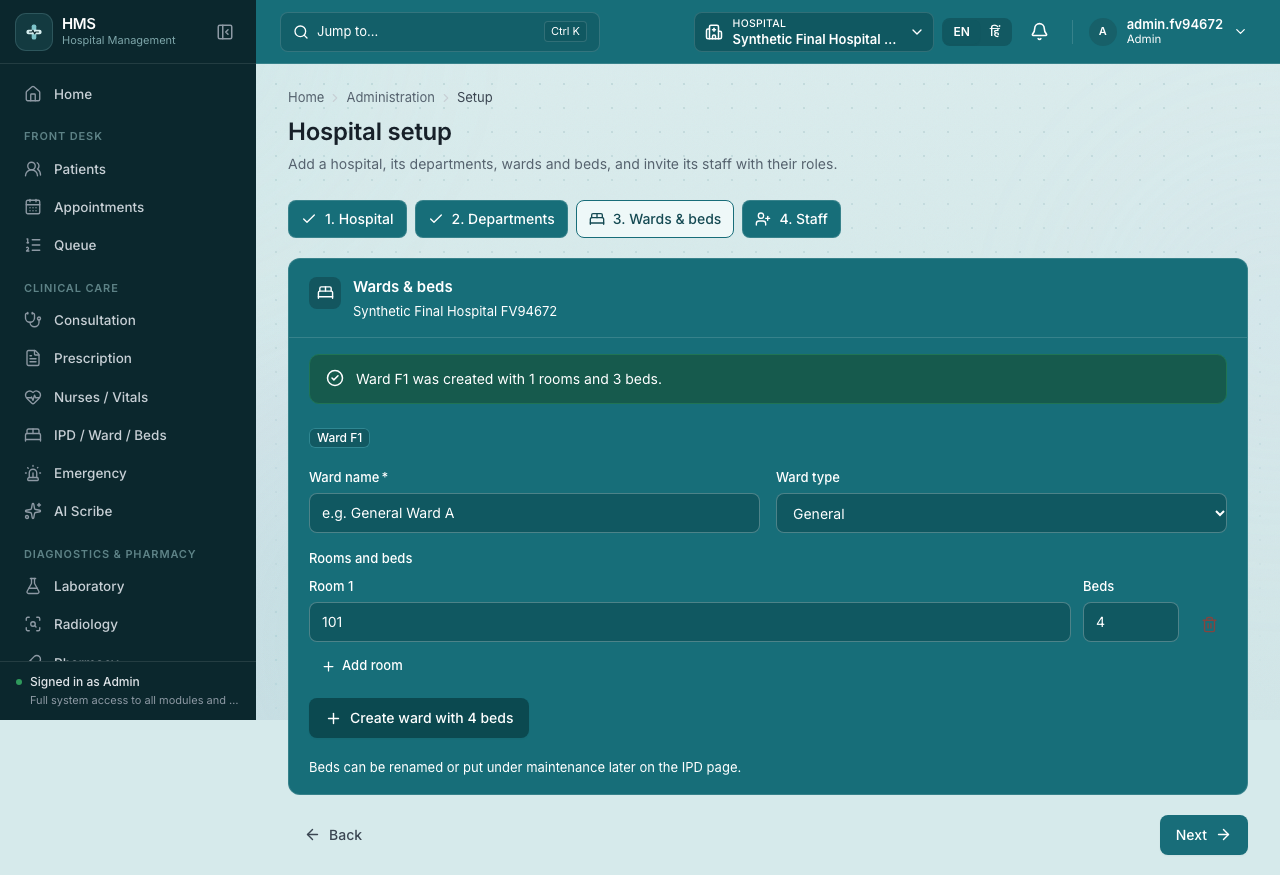 HMS
Hospital Management
Jump to...
Ctrl K
HOSPITAL
Synthetic Final Hospital ...
EN
हिं
A
admin.fv94672
Admin
Home
FRONT DESK
Patients
Appointments
Queue
CLINICAL CARE
Consultation
Prescription
Nurses / Vitals
IPD / Ward / Beds
Emergency
AI Scribe
DIAGNOSTICS & PHARMACY
Laboratory
Radiology
Signed in as Admin
Full system access to all modules and ...
Home
Administration
Setup
Hospital setup
Add a hospital, its departments, wards and beds, and invite its staff with their roles.
1. Hospital
2. Departments
3. Wards & beds
4. Staff
Wards & beds
Synthetic Final Hospital FV94672
Ward F1 was created with 1 rooms and 3 beds.
Ward F1
Ward name *
Ward type
e.g. General Ward A
General
Rooms and beds
Room 1
Beds
101
4
Add room
Create ward with 4 beds
Beds can be renamed or put under maintenance later on the IPD page.
Back
Next